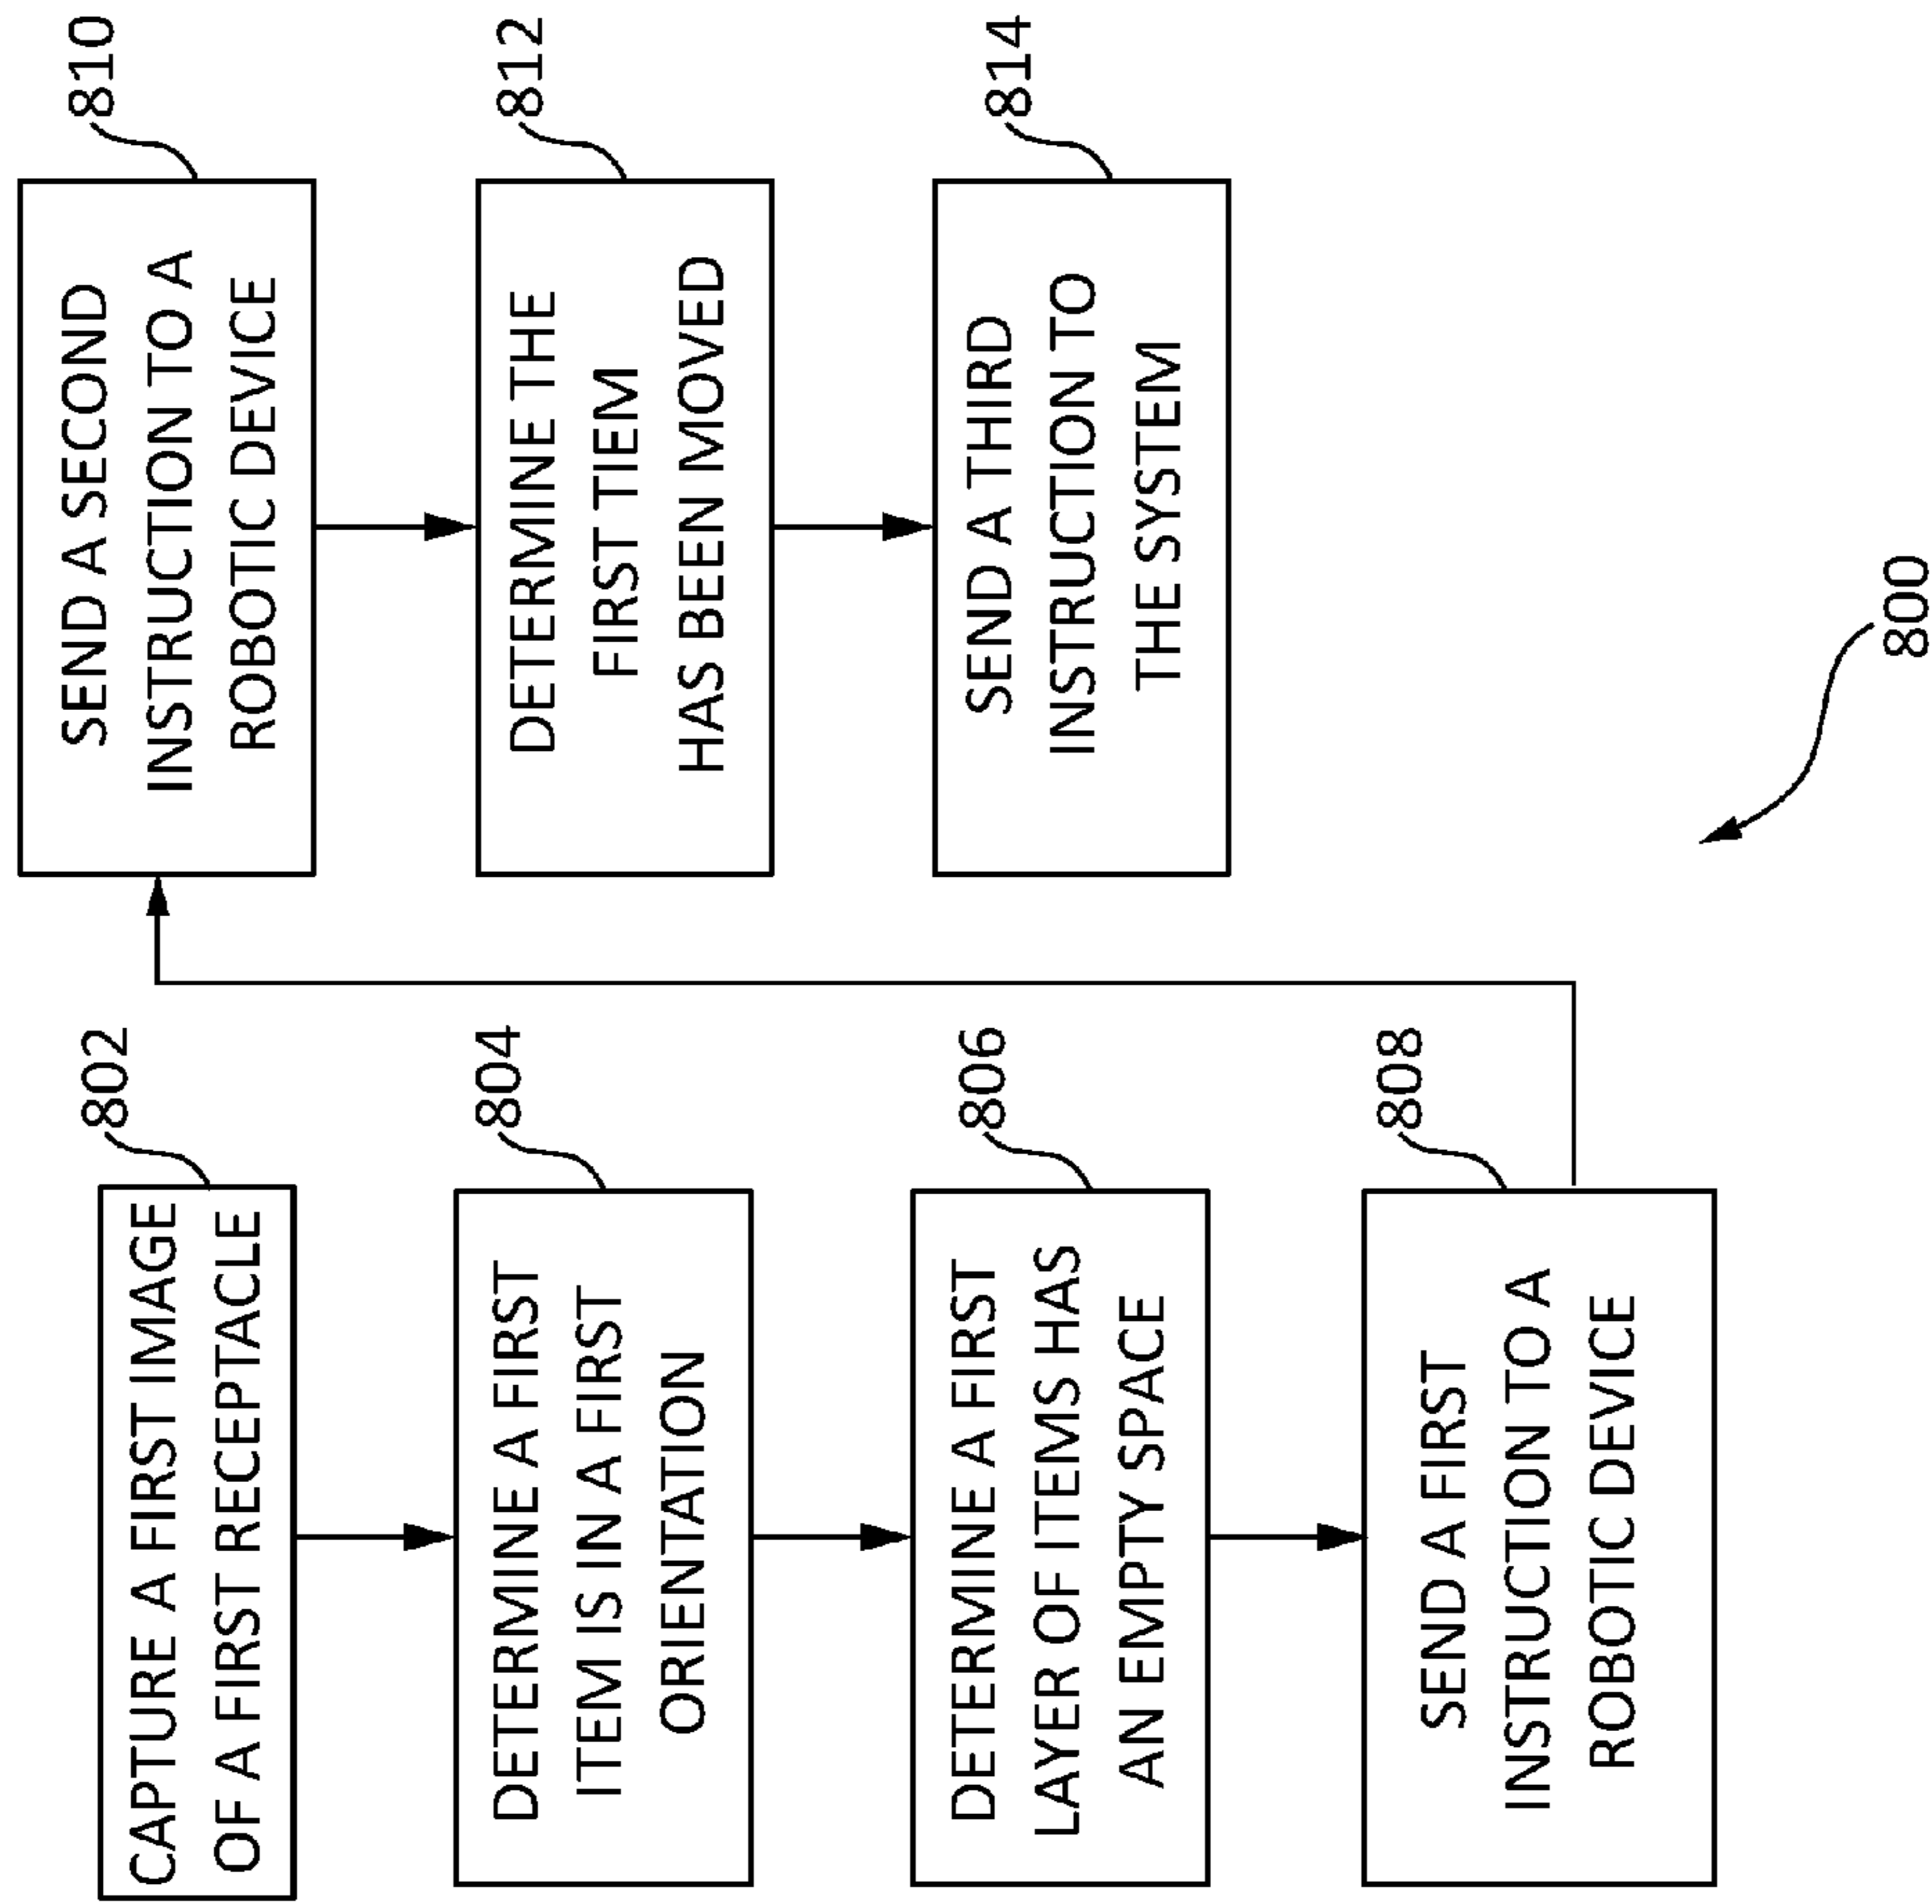 CAPTURE A FIRST IMAGE
OF A FIRST RECEPTACLE
802
DETERMINE A FIRST
ITEM IS IN A FIRST
ORIENTATION
804
DETERMINE A FIRST
LAYER OF ITEMS HAS
AN EMPTY SPACE
806
SEND A FIRST
INSTRUCTION TO A
ROBOTIC DEVICE
808
SEND A SECOND
INSTRUCTION TO A
ROBOTIC DEVICE
810
DETERMINE THE
FIRST TIEM
HAS BEEN MOVED
812
SEND A THIRD
INSTRUCTION TO
THE SYSTEM
814
800